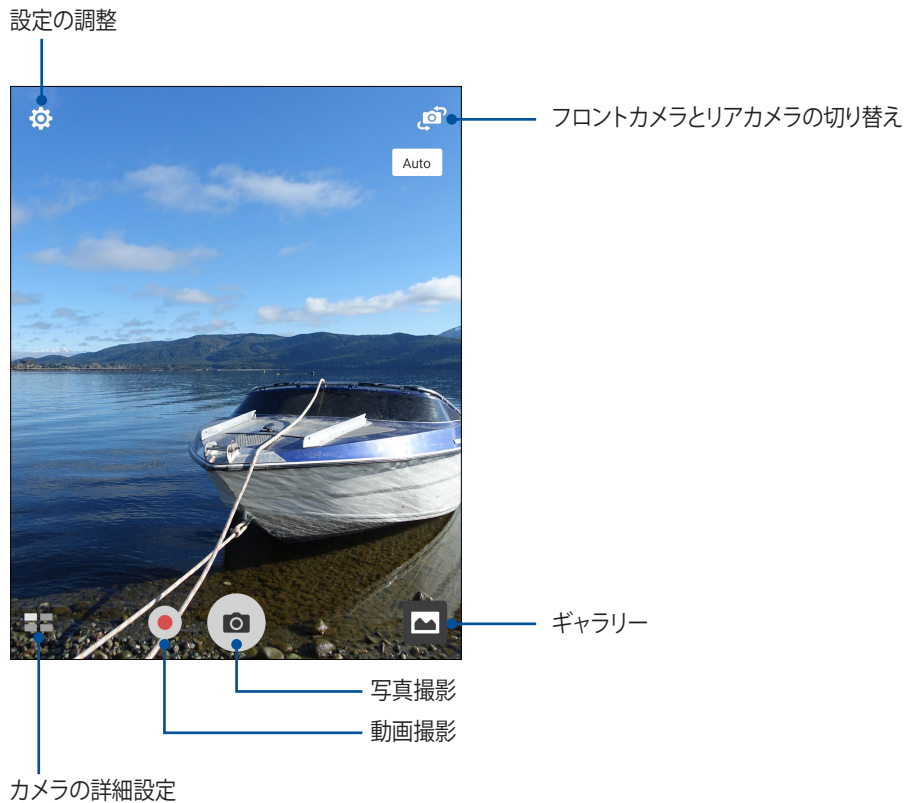 設定の調整
フロントカメラとリアカメラの切り替え
Auto
ギャラリー
写真撮影
動画撮影
カメラの詳細設定